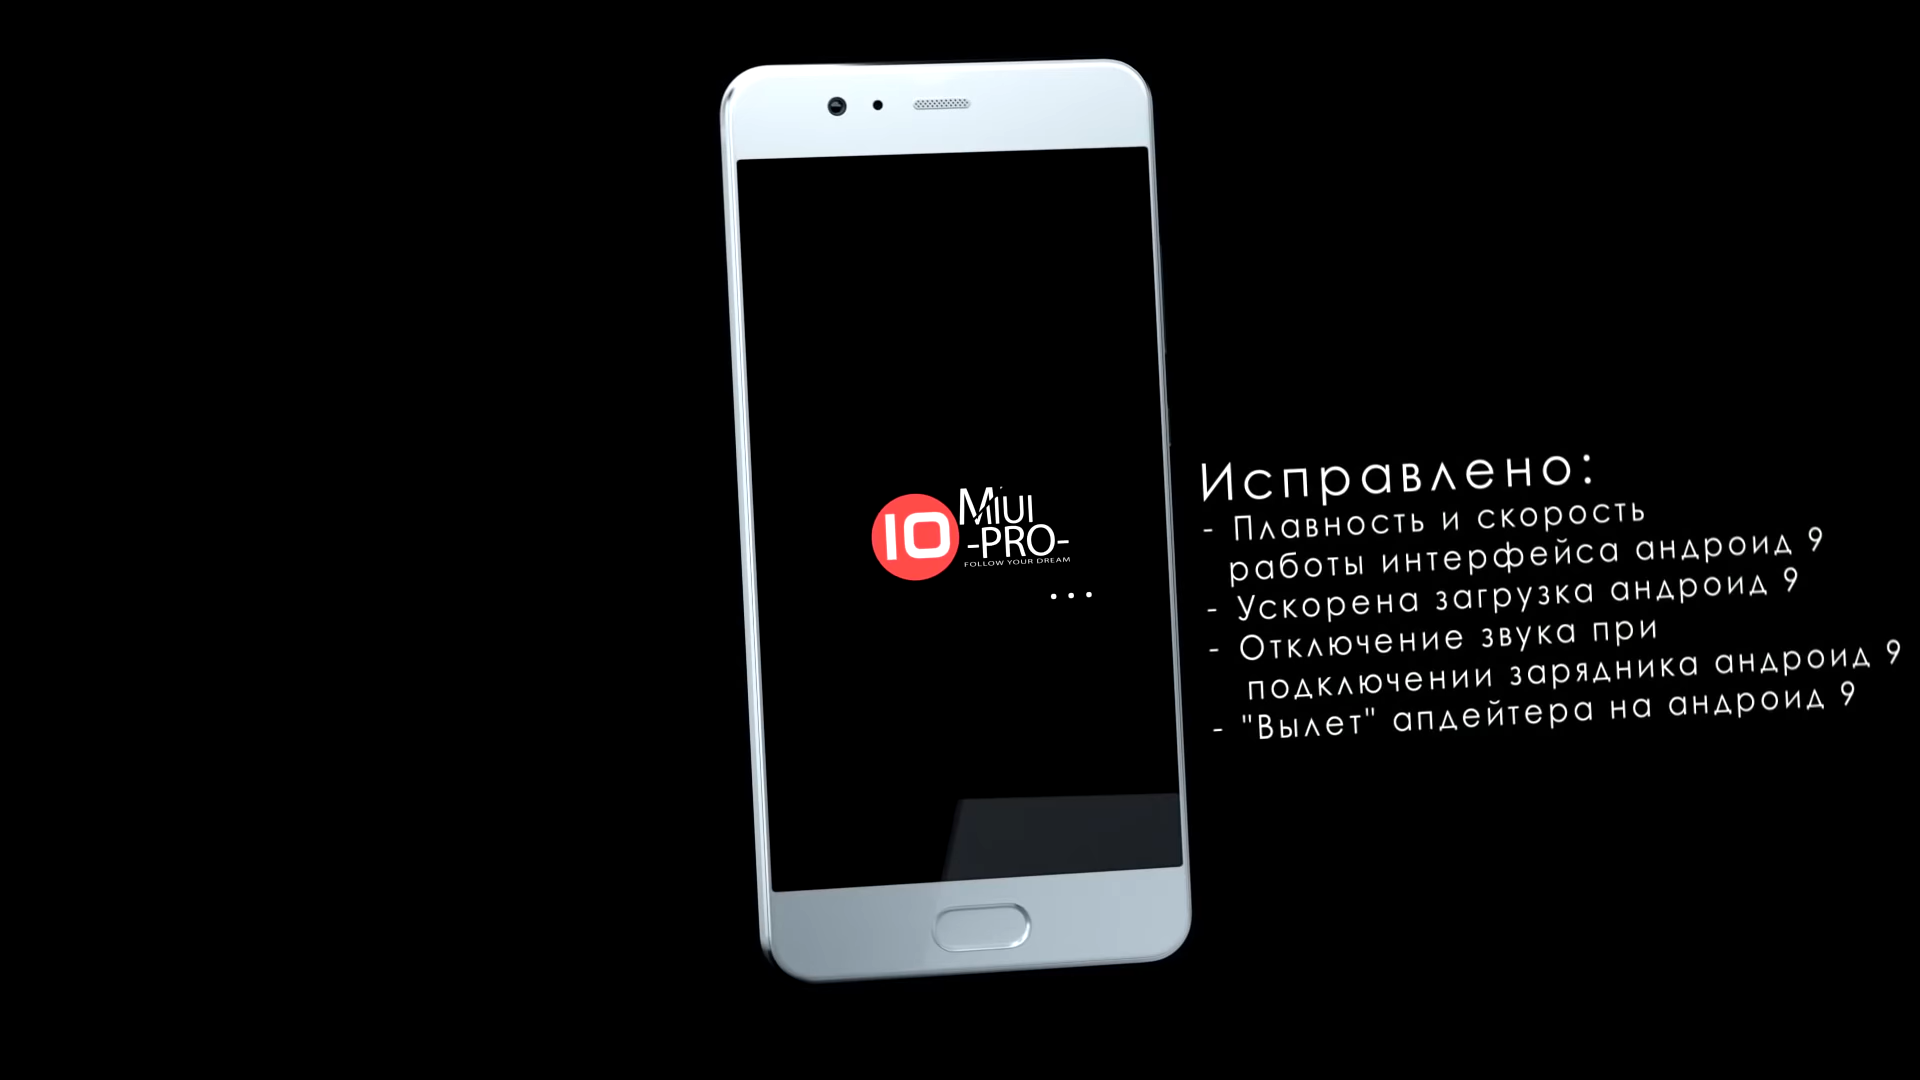 10
MIUI
-PRO-
FOLLOW YOUR DREAM
...
Исправлено:
- Плавность и скорость
работы интерфейса андроид 9
- Ускорена загрузка андроид 9
- Отключение звука при
подключении зарядника андроид 9
- "Вылет" апдейтера на андроид 9